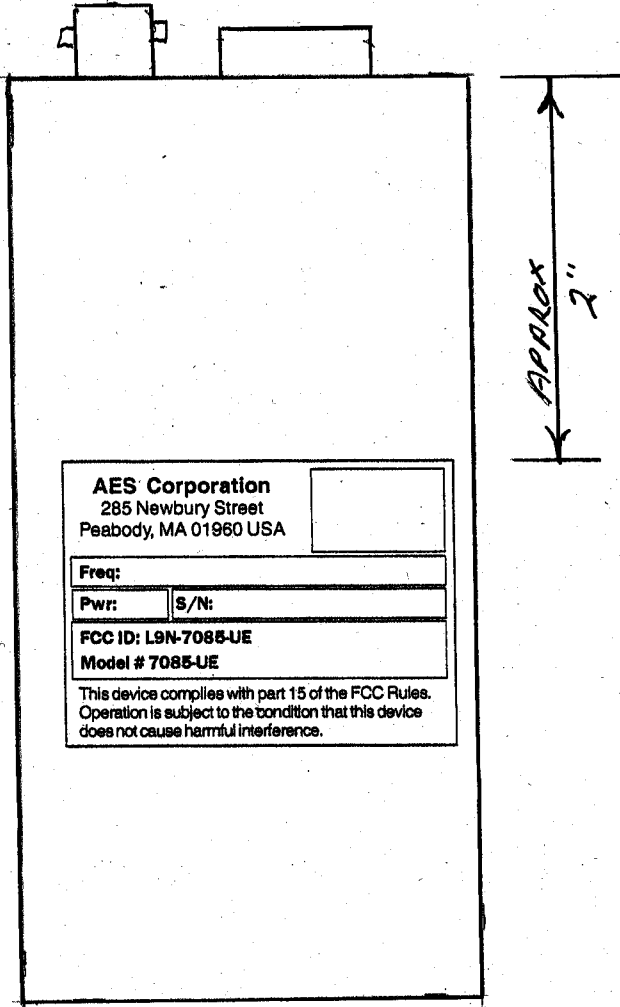 APPROX
2"
AES Corporation
285 Newbury Street
Peabody, MA 01960 USA
Freq:
Pwr: S/N:
FCC ID: L9N-7085-UE
Model # 7085-UE
This device complies with part 15 of the FCC Rules.
Operation is subject to the condition that this device
does not cause harmful interference.